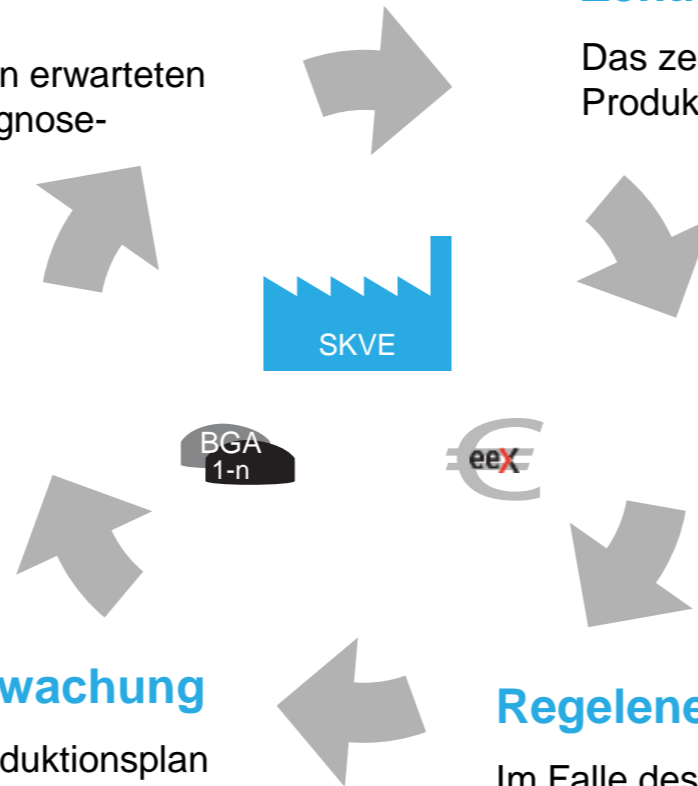 n erwarteten
gnose-
Das ze
Produk
SKVE
BGA
1-n
eex
wachung
duktionsplan
Regelene
Im Falle des